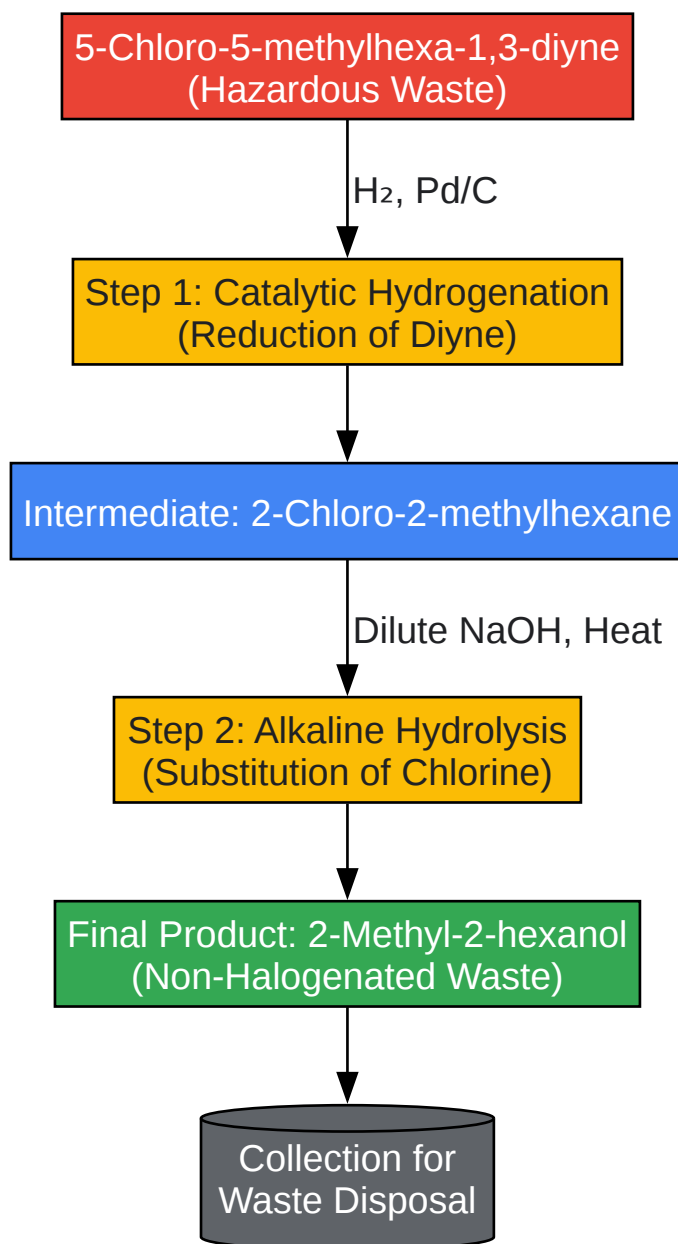 5-Chloro-5-methylhexa-1,3-diyne
(Hazardous Waste)
H₂, Pd/C
Step 1: Catalytic Hydrogenation
(Reduction of Diyne)
Intermediate: 2-Chloro-2-methylhexane
Dilute NaOH, Heat
Step 2: Alkaline Hydrolysis
(Substitution of Chlorine)
Final Product: 2-Methyl-2-hexanol
(Non-Halogenated Waste)
Collection for
Waste Disposal